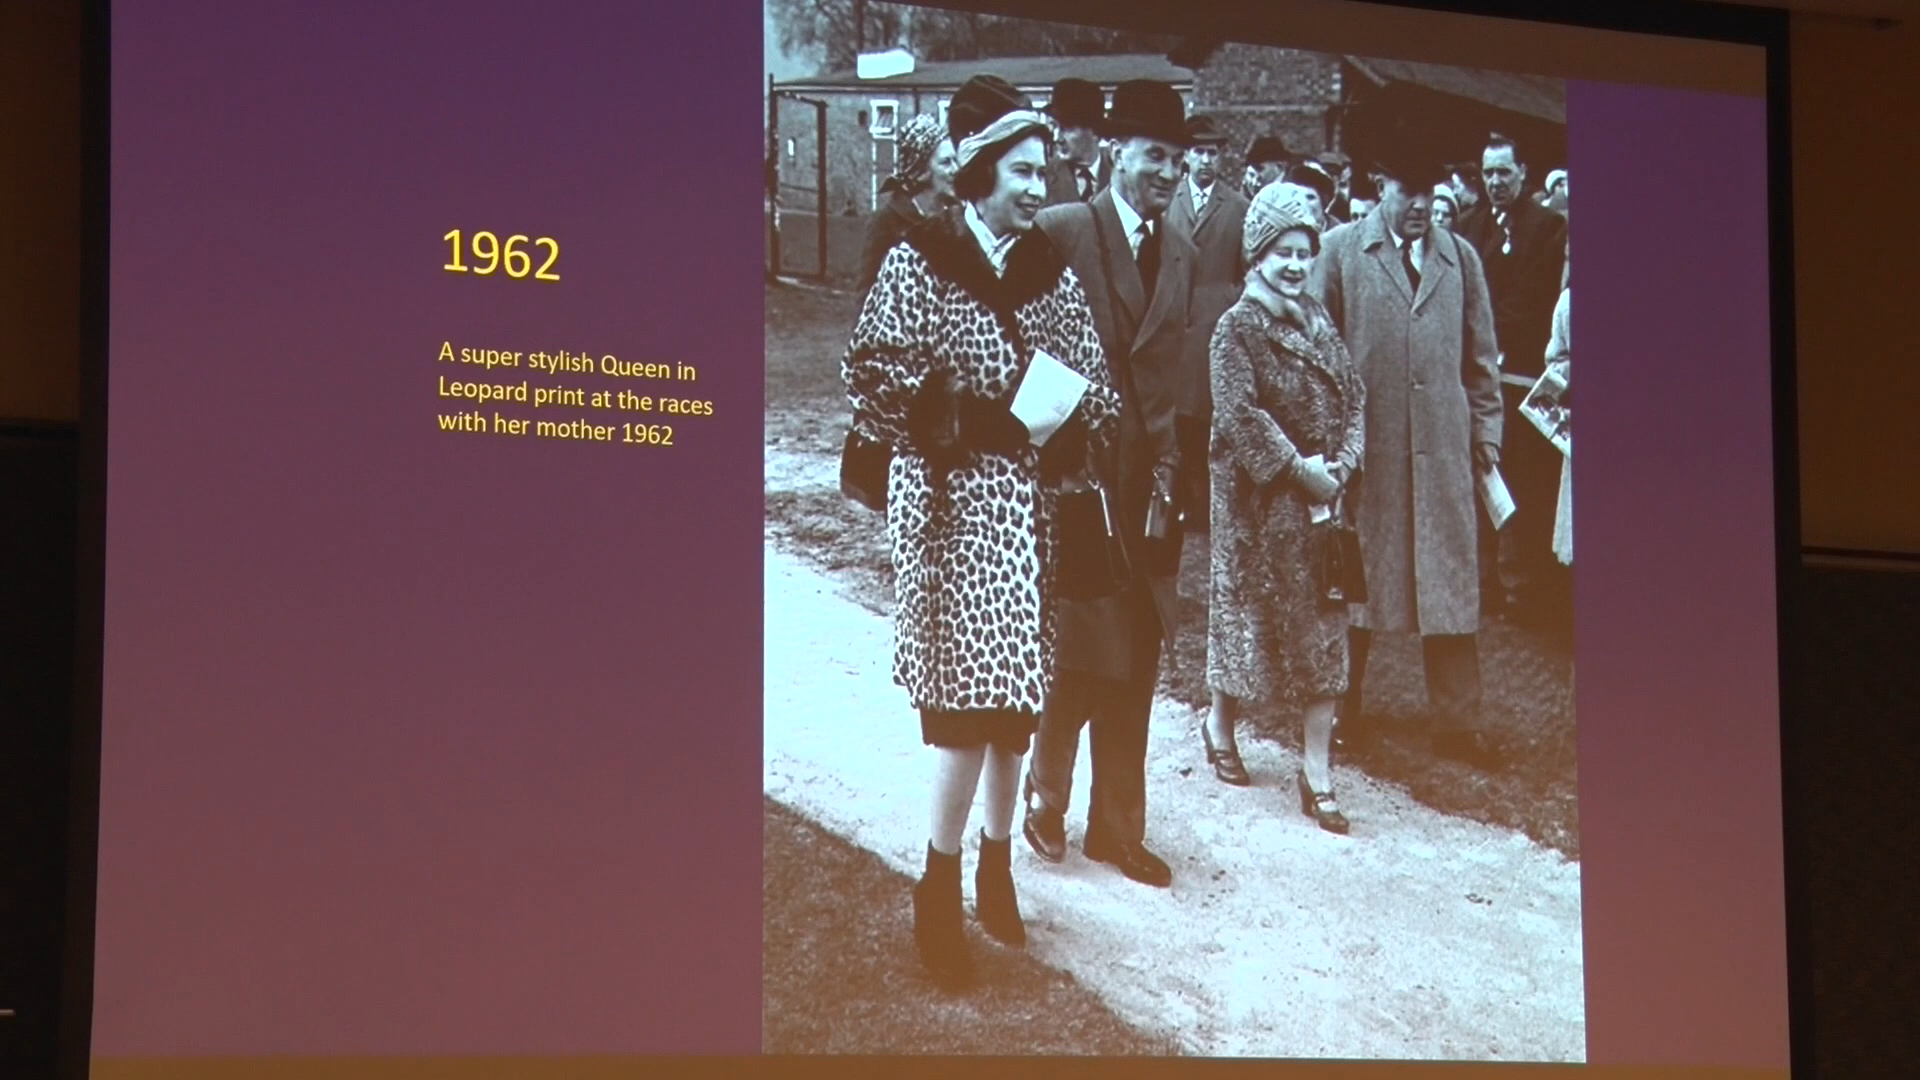 1962
A super stylish Queen in
Leopard print at the races
with her mother 1962